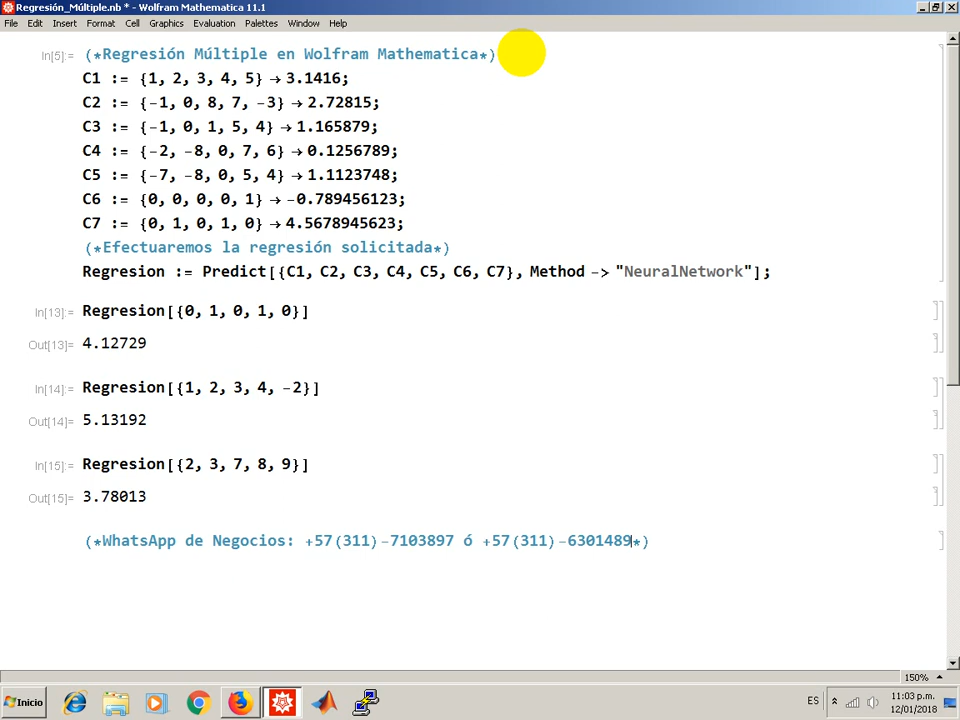 Regresión_Múltiple.nb * - Wolfram Mathematica 11.1
File Edit Insert Format Cell Graphics Evaluation Palettes Window Help
In[5]:= (*Regresión Múltiple en Wolfram Mathematica*)
C1 := {1, 2, 3, 4, 5} → 3.1416;
C2 := {-1, 0, 8, 7, -3} → 2.72815;
C3 := {-1, 0, 1, 5, 4} → 1.165879;
C4 := {-2, -8, 0, 7, 6} → 0.1256789;
C5 := {-7, -8, 0, 5, 4} → 1.1123748;
C6 := {0, 0, 0, 0, 1} → -0.789456123;
C7 := {0, 1, 0, 1, 0} → 4.5678945623;
(*Efectuaremos la regresión solicitada*)
Regresion := Predict[{C1, C2, C3, C4, C5, C6, C7}, Method -> "NeuralNetwork"];
In[13]:= Regresion[{0, 1, 0, 1, 0}]
Out[13]= 4.12729
In[14]:= Regresion[{1, 2, 3, 4, -2}]
Out[14]= 5.13192
In[15]:= Regresion[{2, 3, 7, 8, 9}]
Out[15]= 3.78013
(*WhatsApp de Negocios: +57(311)-7103897 ó +57(311)-6301489*)
150%
Inicio
ES
11:03 p.m.
12/01/2018